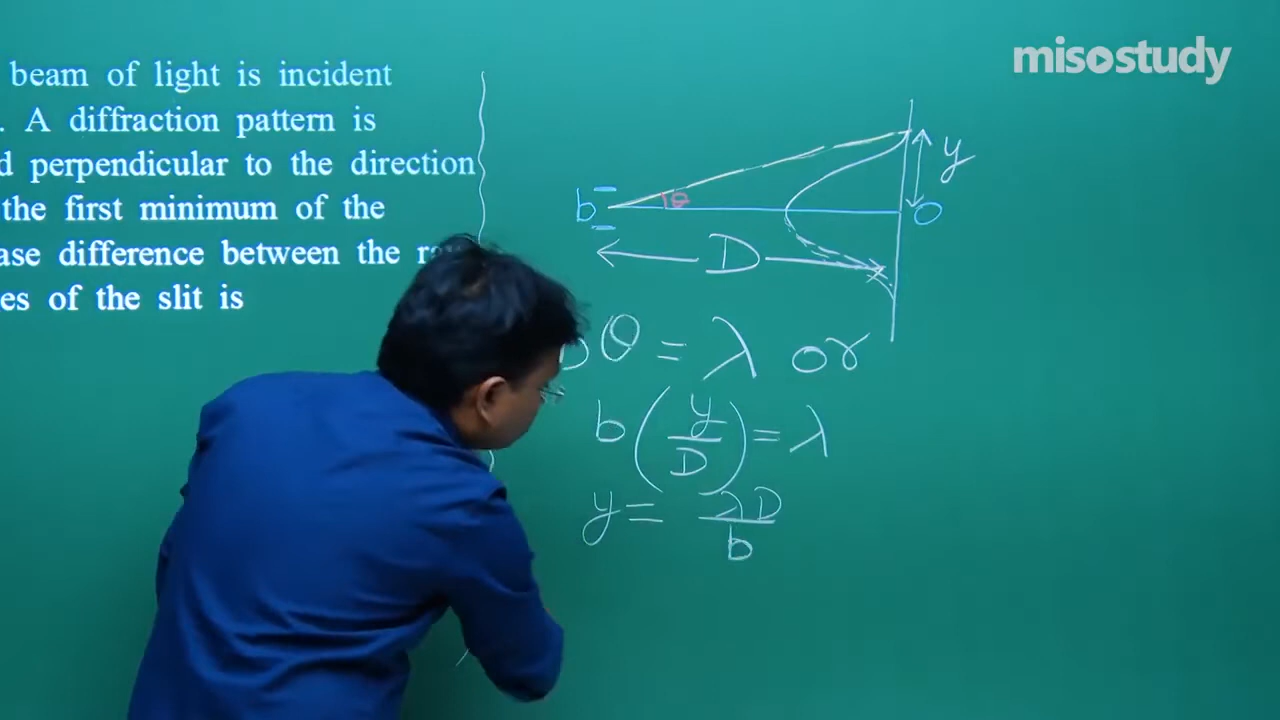 misostudy
beam of light is incident
. A diffraction pattern is
d perpendicular to the direction
the first minimum of the
ase difference between the
es of the slit is
y
b θ O
D
θ = λ or
b(y/D) = λ
y = λD/b